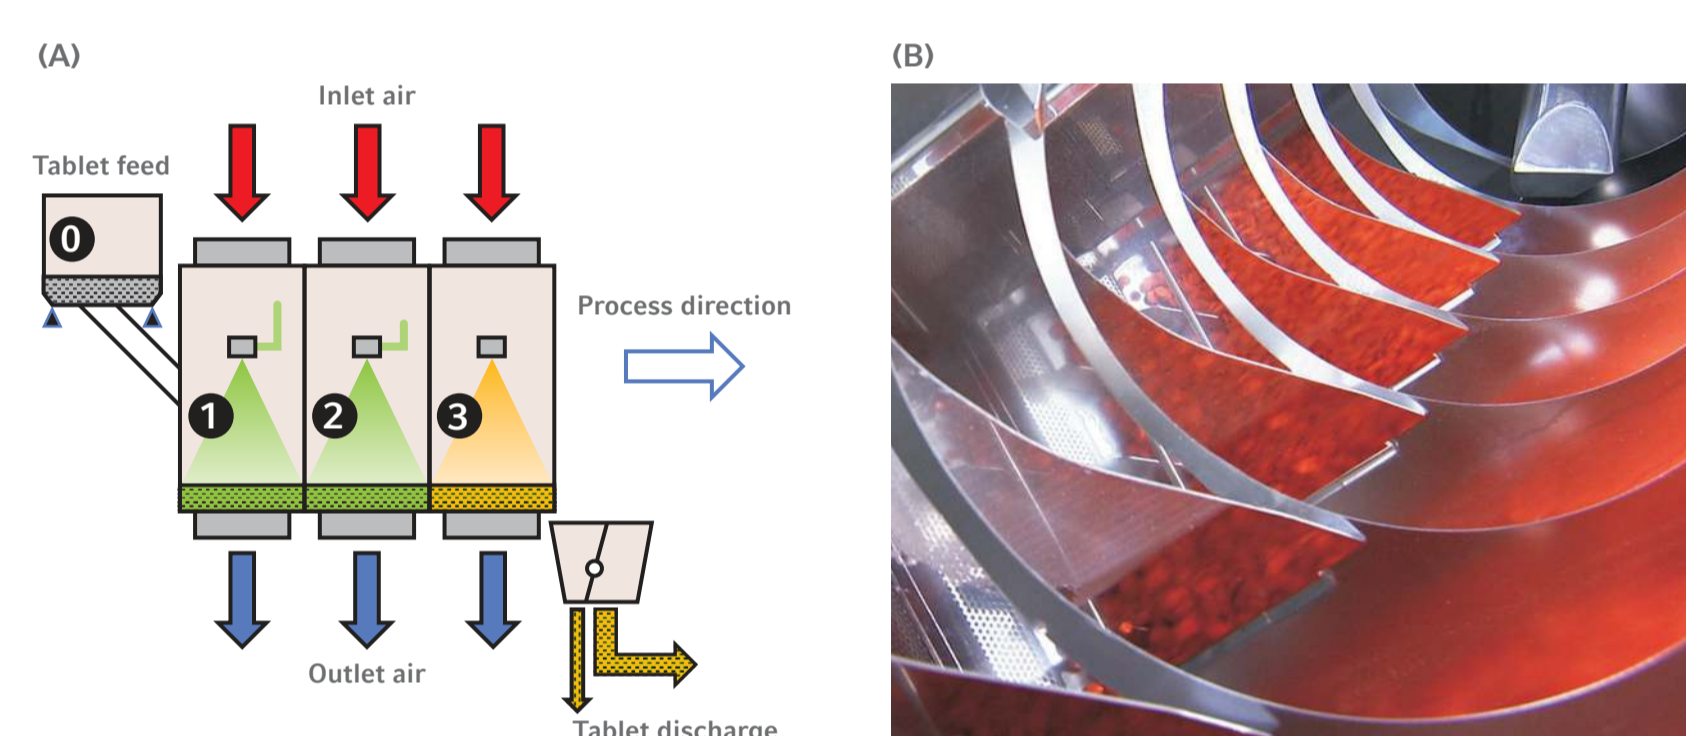 (A)
(B)
Inlet air
Tablet feed
0
Process direction
1
2
3
Outlet air
Tablet discharge